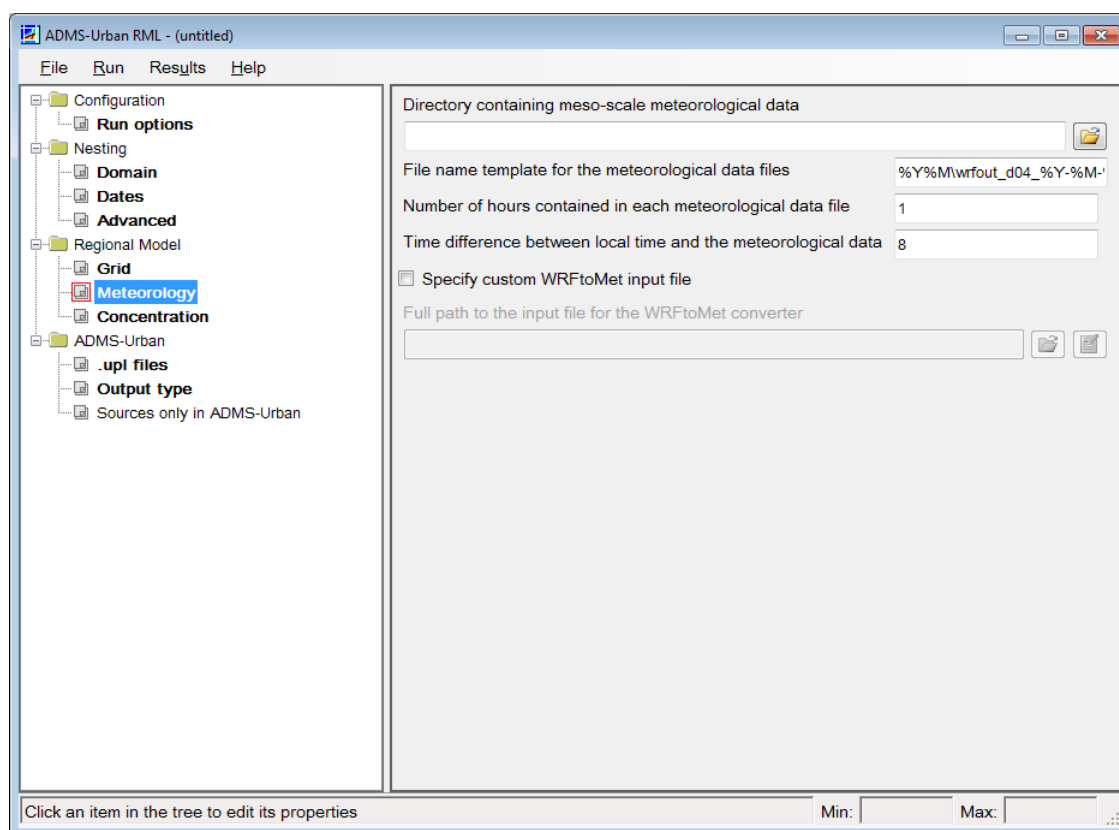 ADMS-Urban RML - (untitled)
File Run Results Help
Configuration
Run options
Nesting
Domain
Dates
Advanced
Regional Model
Grid
Meteorology
Concentration
ADMS-Urban
.upl files
Output type
Sources only in ADMS-Urban
Directory containing meso-scale meteorological data
File name template for the meteorological data files %Y%M\wrfout_d04_%Y-%M-
Number of hours contained in each meteorological data file 1
Time difference between local time and the meteorological data 8
Specify custom WRFtoMet input file
Full path to the input file for the WRFtoMet converter
Click an item in the tree to edit its properties Min: Max: